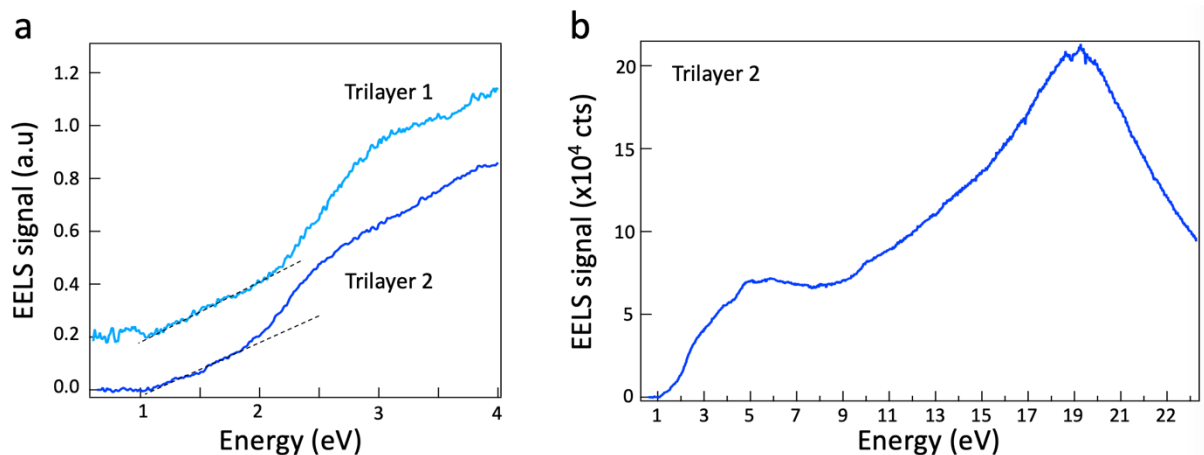 a
EELS signal (a.u)
1.2
1.0
0.8
0.6
0.4
0.2
0.0
Trilayer 1
Trilayer 2
1 2 3 4
Energy (eV)
b
EELS signal (x10⁴ cts)
20
15
10
5
0
Trilayer 2
1 3 5 7 9 11 13 15 17 19 21 22
Energy (eV)